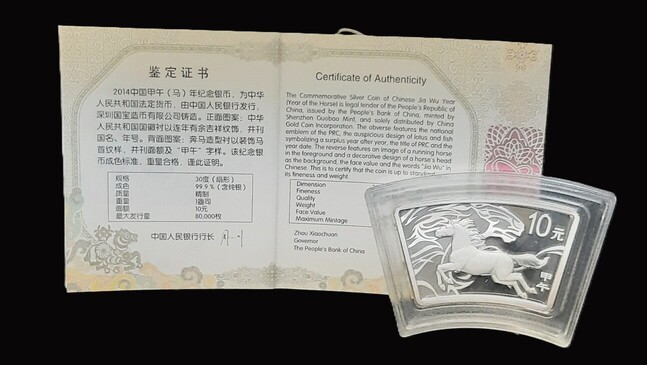 鉴定证书
2014中国甲午（马）年纪念银币，为中华
人民共和国法定货币，由中国人民银行发行，
深圳国宝造币有限公司铸造。正面图案：中华
人民共和国国徽衬以连年有余吉祥纹饰，并刊
国名、年号。背面图案：奔马造型衬以装饰马
首纹样，并刊面额及“甲午”字样。该纪念银
币成色标准，重量合格，谨此证明。
规格 30度（扇形）
成色 99.9％（含纯银）
质量 精制
重量 1盎司
面额 10元
最大发行量 80,000枚
中国人民银行行长
Certificate of Authenticity
The Commemorative Silver Coin of Chinese Jia Wu Year
(Year of the Horse) is legal tender of the People's Republic of
China, issued by the People's Bank of China, minted by
Shenzhen Guobao Mint, and solely distributed by China
Gold Coin Incorporation. The obverse features the national
emblem of the PRC, the auspicious design of lotus and fish
symbolizing a surplus year after year, the title of PRC and the
year date. The reverse features an image of a running horse
in the foreground and a decorative design of a horse's head
as the background, the face value and the words "Jia Wu" in
Chinese. This is to certify that the coin is up to standard
its fineness and weight.
Dimension
Fineness
Quality
Weight
Face Value
Maximum Mintage
Zhou Xiaochuan
Governor
The People's Bank of China
10元
甲
午